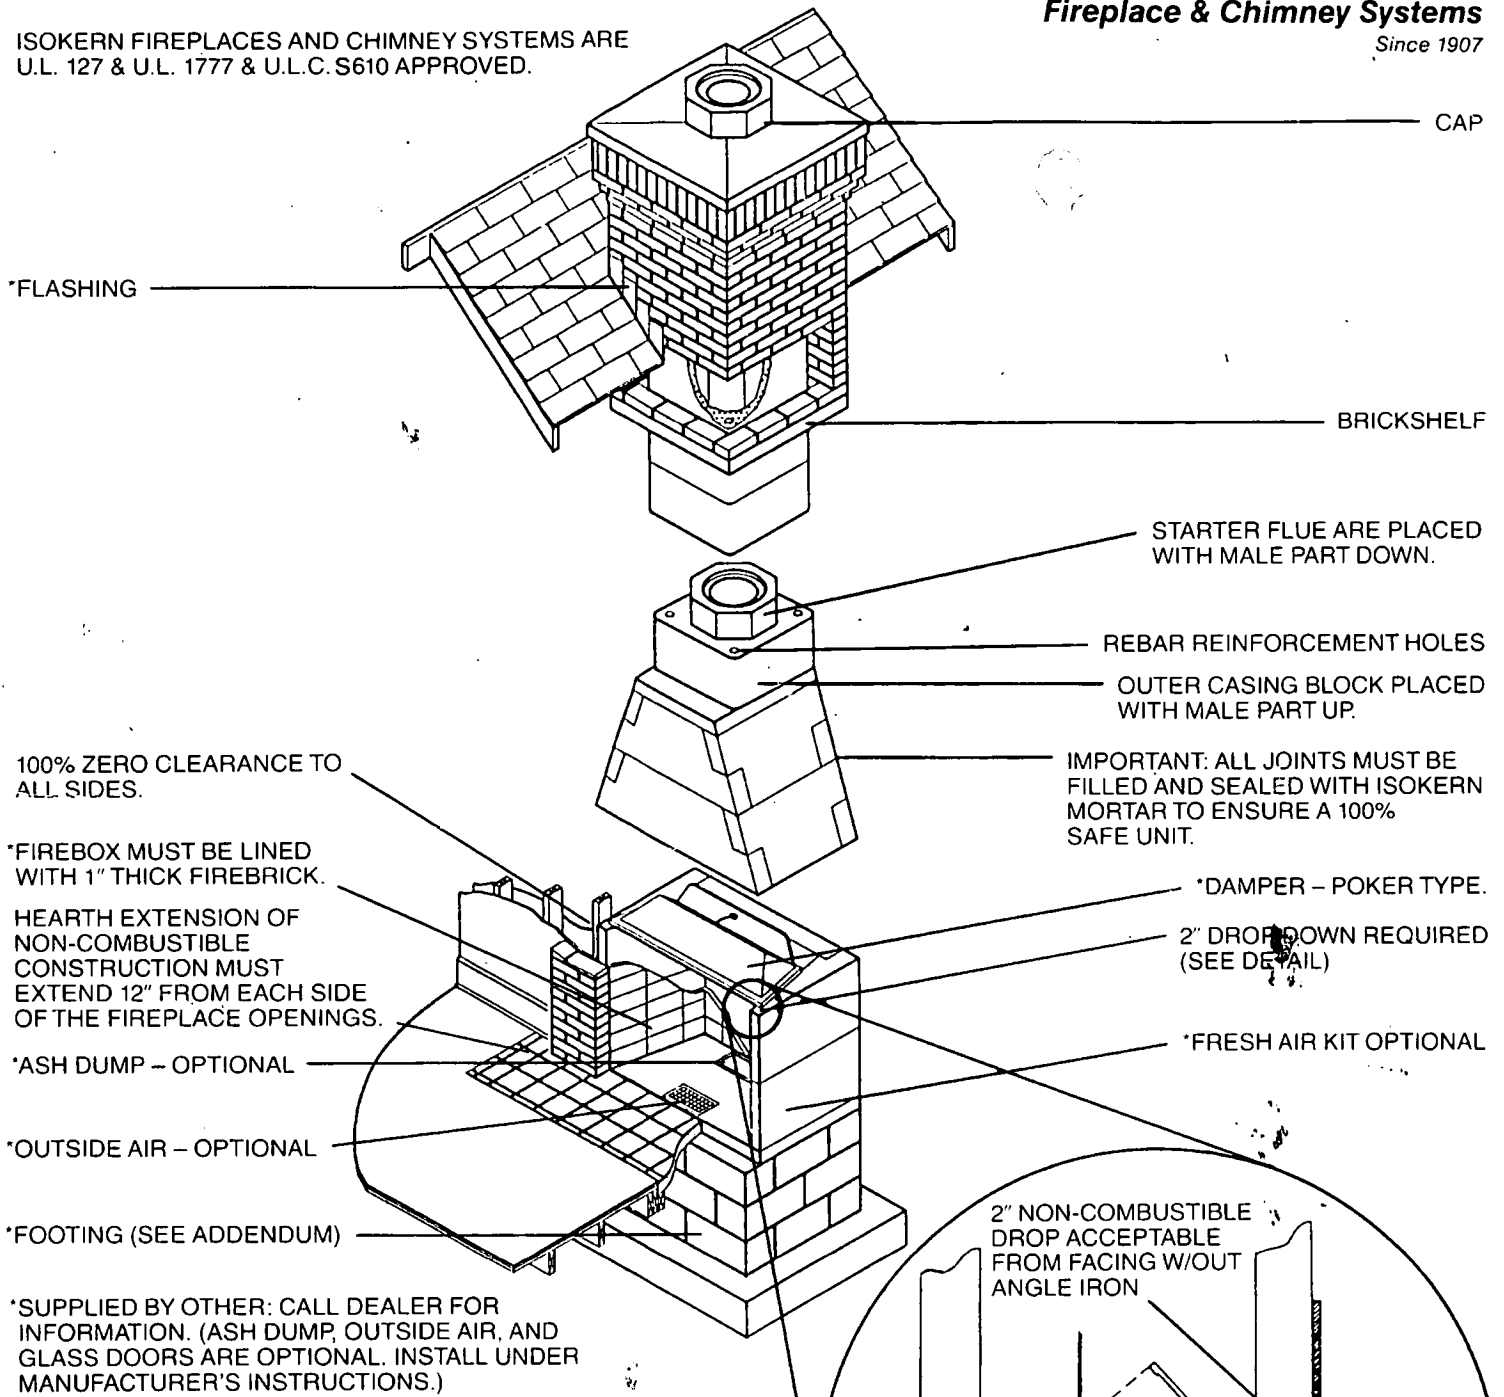 Fireplace & Chimney Systems
Since 1907
ISOKERN FIREPLACES AND CHIMNEY SYSTEMS ARE
U.L. 127 & U.L. 1777 & U.L.C. S610 APPROVED.
CAP
*FLASHING
BRICKSHELF
STARTER FLUE ARE PLACED
WITH MALE PART DOWN.
REBAR REINFORCEMENT HOLES
OUTER CASING BLOCK PLACED
WITH MALE PART UP.
100% ZERO CLEARANCE TO
ALL SIDES.
IMPORTANT: ALL JOINTS MUST BE
FILLED AND SEALED WITH ISOKERN
MORTAR TO ENSURE A 100%
SAFE UNIT.
*FIREBOX MUST BE LINED
WITH 1" THICK FIREBRICK.
*DAMPER – POKER TYPE.
HEARTH EXTENSION OF
NON-COMBUSTIBLE
CONSTRUCTION MUST
EXTEND 12" FROM EACH SIDE
OF THE FIREPLACE OPENINGS.
2" DROP DOWN REQUIRED
(SEE DETAIL)
*ASH DUMP – OPTIONAL
*FRESH AIR KIT OPTIONAL
*OUTSIDE AIR – OPTIONAL
*FOOTING (SEE ADDENDUM)
2" NON-COMBUSTIBLE
DROP ACCEPTABLE
FROM FACING W/OUT
ANGLE IRON
*SUPPLIED BY OTHER: CALL DEALER FOR
INFORMATION. (ASH DUMP, OUTSIDE AIR, AND
GLASS DOORS ARE OPTIONAL. INSTALL UNDER
MANUFACTURER'S INSTRUCTIONS.)